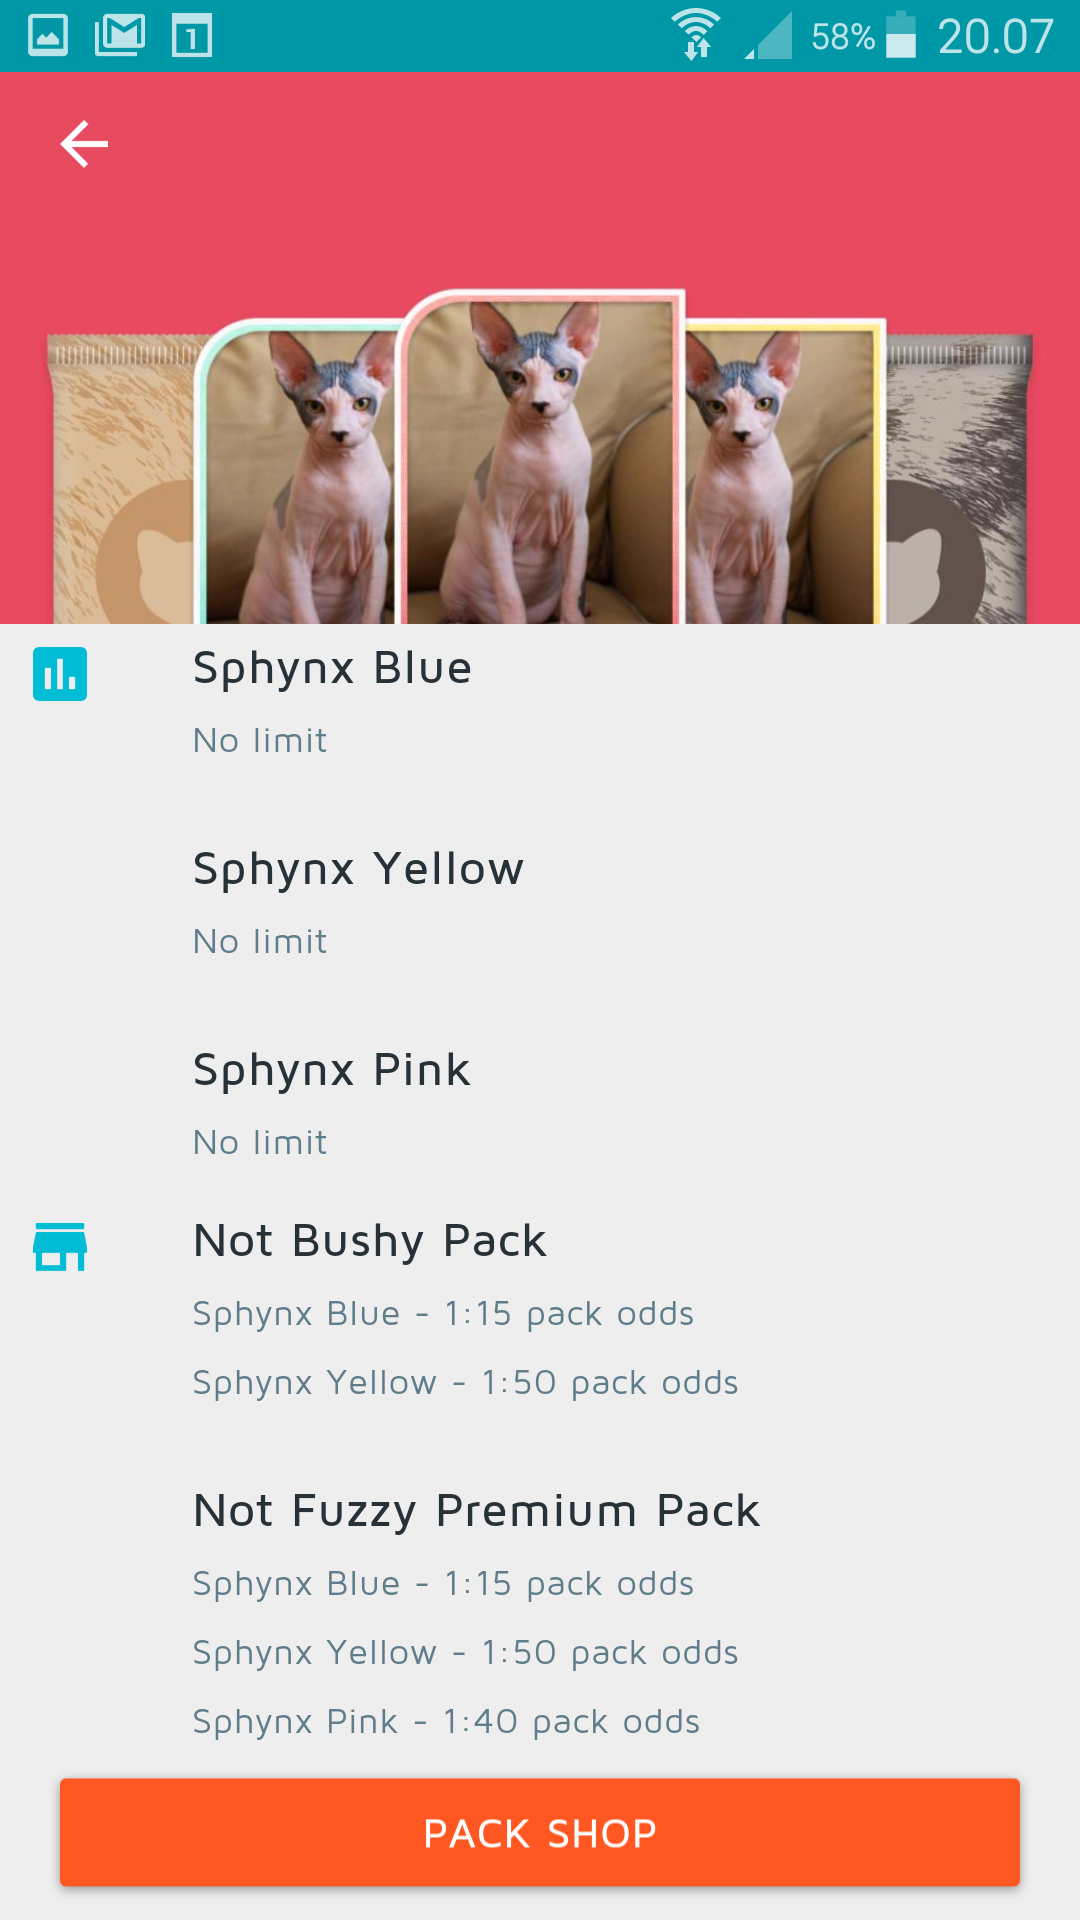 1 58% 20.07
Sphynx Blue
No limit
Sphynx Yellow
No limit
Sphynx Pink
No limit
Not Bushy Pack
Sphynx Blue - 1:15 pack odds
Sphynx Yellow - 1:50 pack odds
Not Fuzzy Premium Pack
Sphynx Blue - 1:15 pack odds
Sphynx Yellow - 1:50 pack odds
Sphynx Pink - 1:40 pack odds
PACK SHOP